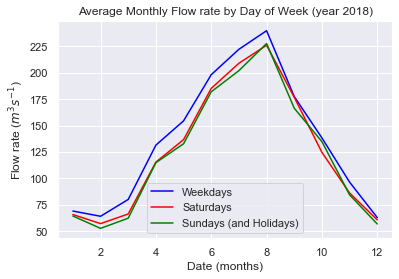 Average Monthly Flow rate by Day of Week (year 2018)
Flow rate (m³s⁻¹)
225
200
175
150
125
100
75
50
Weekdays
Saturdays
Sundays (and Holidays)
2 4 6 8 10 12
Date (months)